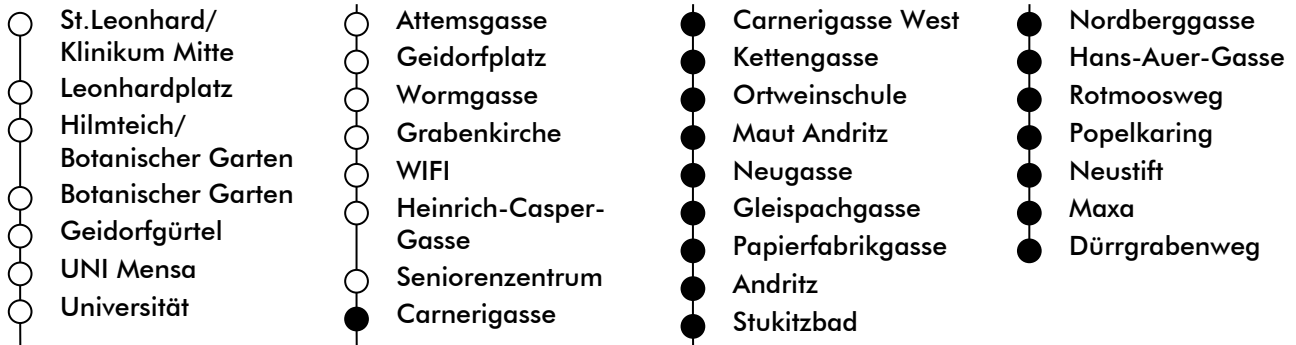 St.Leonhard/
Klinikum Mitte
Leonhardplatz
Hilmteich/
Botanischer Garten
Botanischer Garten
Geidorfgürtel
UNI Mensa
Universität
Attemsgasse
Geidorfplatz
Wormgasse
Grabenkirche
WIFI
Heinrich-Casper-
Gasse
Seniorenzentrum
Carnerigasse
Carnerigasse West
Kettengasse
Ortweinschule
Maut Andritz
Neugasse
Gleispachgasse
Papierfabrikgasse
Andritz
Stukitzbad
Nordberggasse
Hans-Auer-Gasse
Rotmoosweg
Popelkaring
Neustift
Maxa
Dürrgrabenweg